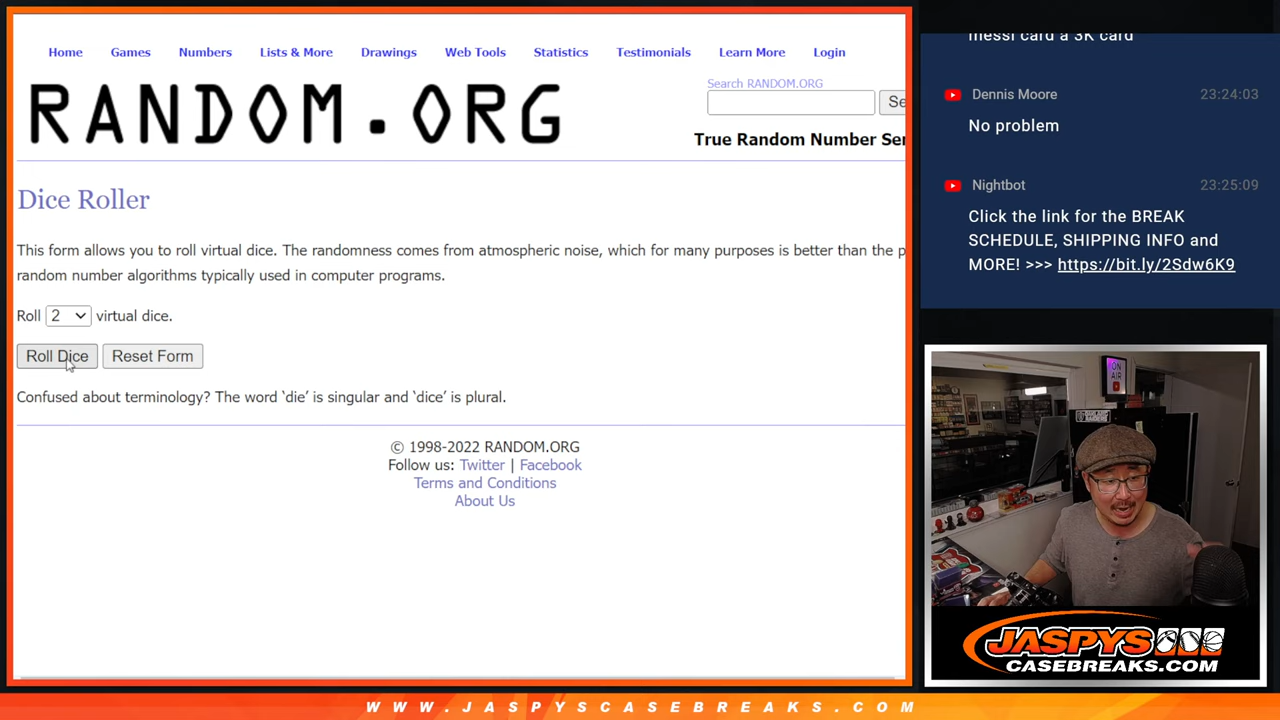 Home Games Numbers Lists & More Drawings Web Tools Statistics Testimonials Learn More Login
RANDOM.ORG
Search RANDOM.ORG
Se
True Random Number Ser
Dice Roller
This form allows you to roll virtual dice. The randomness comes from atmospheric noise, which for many purposes is better than the p
random number algorithms typically used in computer programs.
Roll 2 virtual dice.
Roll Dice Reset Form
Confused about terminology? The word ‘die’ is singular and ‘dice’ is plural.
© 1998-2022 RANDOM.ORG
Follow us: Twitter | Facebook
Terms and Conditions
About Us
messi card a 3K card
Dennis Moore 23:24:03
No problem
Nightbot 23:25:09
Click the link for the BREAK
SCHEDULE, SHIPPING INFO and
MORE! >>> https://bit.ly/2Sdw6K9
ON
AIR
JASPYS
CASEBREAKS.COM
WWW.JASPYSCASEBREAKS.COM